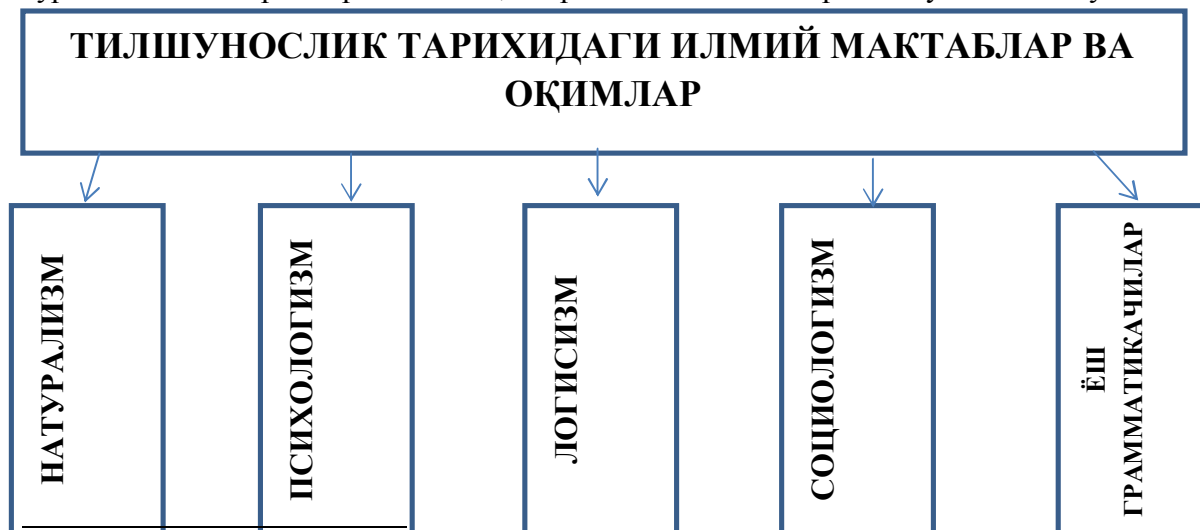 ТИЛШУНОСЛИК ТАРИХИДАГИ ИЛМИЙ МАКТАБЛАР ВА
ОҚИМЛАР
НАТУРАЛИЗМ
ПСИХОЛОГИЗМ
ЛОГИСИЗМ
СОЦИОЛОГИЗМ
ЁШ
ГРАММАТИКАЧИЛАР